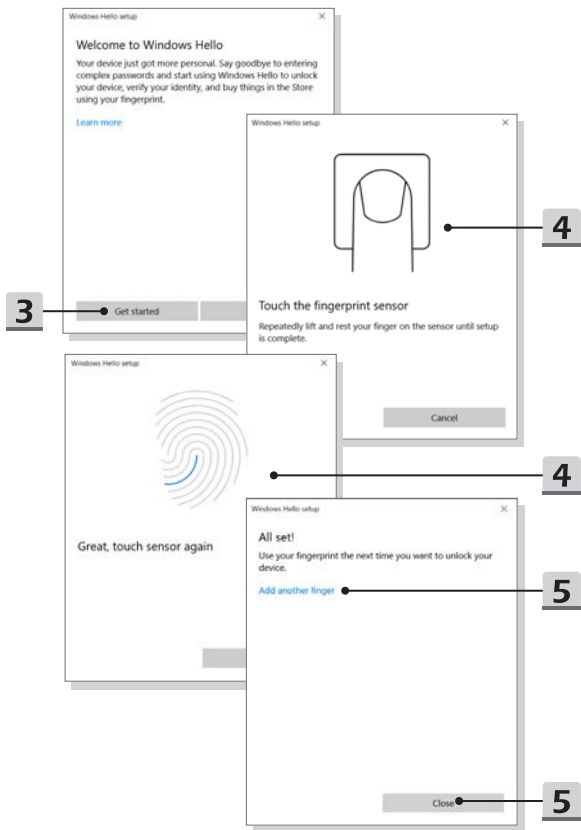 Windows Hello setup
Welcome to Windows Hello
Your device just got more personal. Say goodbye to entering
complex passwords and start using Windows Hello to unlock
your device, verify your identity, and buy things in the Store
using your fingerprint.
Learn more
3
Get started
Windows Hello setup
4
Touch the fingerprint sensor
Repeatedly lift and rest your finger on the sensor until setup
is complete.
Cancel
Windows Hello setup
4
Great, touch sensor again
Windows Hello setup
All set!
Use your fingerprint the next time you want to unlock your
device.
Add another finger
5
Close
5